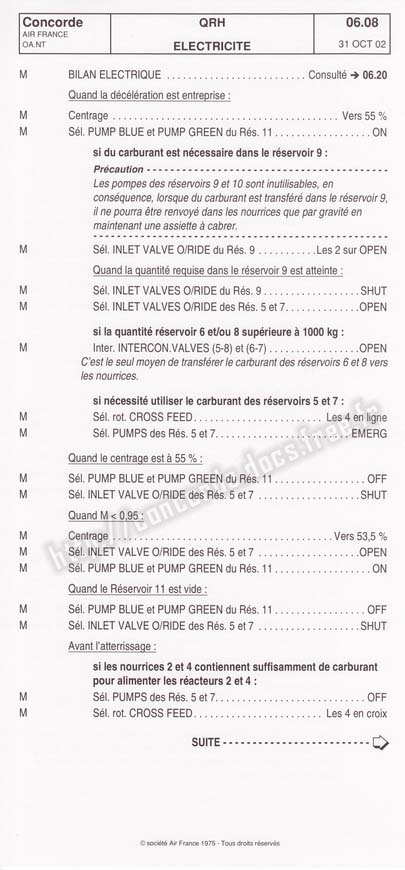 Concorde QRH 06.08
AIR FRANCE
OA.NT ELECTRICITE 31 OCT 02
M BILAN ELECTRIQUE . . . . . . . . . . . . . . . . . . . . . . . Consulté ➔ 06.20
Quand la décélération est entreprise :
M Centrage . . . . . . . . . . . . . . . . . . . . . . . . . . . . . . . . . . . . Vers 55 %
M Sél. PUMP BLUE et PUMP GREEN du Rés. 11 . . . . . . . . . . . . . . . . ON
si du carburant est nécessaire dans le réservoir 9 :
Précaution - - - - - - - - - - - - - - - - - - - - - - - - - - - - - -
Les pompes des réservoirs 9 et 10 sont inutilisables, en
conséquence, lorsque du carburant est transféré dans le réservoir 9,
il ne pourra être renvoyé dans les nourrices que par gravité en
maintenant une assiette à cabrer.
M Sél. INLET VALVE O/RIDE du Rés. 9 . . . . . . . . . . .Les 2 sur OPEN
Quand la quantité requise dans le réservoir 9 est atteinte :
M Sél. INLET VALVES O/RIDE du Rés. 9 . . . . . . . . . . . . . . . . . .SHUT
M Sél. INLET VALVES O/RIDE des Rés. 5 et 7. . . . . . . . . . . . . .OPEN
si la quantité réservoir 6 et/ou 8 supérieure à 1000 kg :
M Inter. INTERCON.VALVES (5-8) et (6-7) . . . . . . . . . . . . . . . . .OPEN
C'est le seul moyen de transférer le carburant des réservoirs 6 et 8 vers
les nourrices.
si nécessité utiliser le carburant des réservoirs 5 et 7 :
M Sél. rot. CROSS FEED. . . . . . . . . . . . . . . . . . . . . . . . Les 4 en ligne
M Sél. PUMPS des Rés. 5 et 7. . . . . . . . . . . . . . . . . . . . . . . . . EMERG
Quand le centrage est à 55 % :
M Sél. PUMP BLUE et PUMP GREEN du Rés. 11 . . . . . . . . . . . . . . . . OFF
M Sél. INLET VALVE O/RIDE des Rés. 5 et 7 . . . . . . . . . . . . . . . . SHUT
Quand M < 0,95 :
M Centrage . . . . . . . . . . . . . . . . . . . . . . . . . . . . . . . . . . . Vers 53,5 %
M Sél. INLET VALVE O/RIDE des Rés. 5 et 7 . . . . . . . . . . . . . . . .OPEN
M Sél. PUMP BLUE et PUMP GREEN du Rés. 11 . . . . . . . . . . . . . . . . ON
Quand le Réservoir 11 est vide :
M Sél. PUMP BLUE et PUMP GREEN du Rés. 11 . . . . . . . . . . . . . . . OFF
M Sél. INLET VALVE O/RIDE des Rés. 5 et 7 . . . . . . . . . . . . . . . .SHUT
Avant l'atterrissage :
si les nourrices 2 et 4 contiennent suffisamment de carburant
pour alimenter les réacteurs 2 et 4 :
M Sél. PUMPS des Rés. 5 et 7. . . . . . . . . . . . . . . . . . . . . . . . . . . OFF
M Sél. rot. CROSS FEED. . . . . . . . . . . . . . . . . . . . . . . . Les 4 en croix
SUITE - - - - - - - - - - - - - - - - - - - - - - -
© société Air France 1975 - Tous droits réservés
http://concorde.docs.free.fr